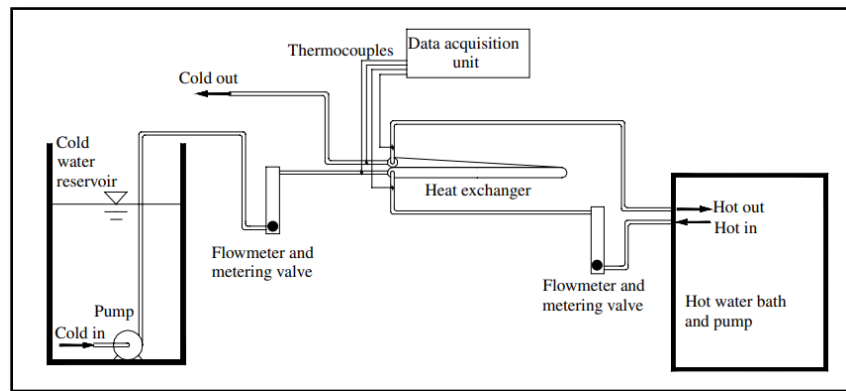 Thermocouples
Data acquisition
unit
Cold out
Cold
water
reservoir
Heat exchanger
Hot out
Hot in
Flowmeter and
metering valve
Flowmeter and
metering valve
Pump
Hot water bath
and pump
Cold in